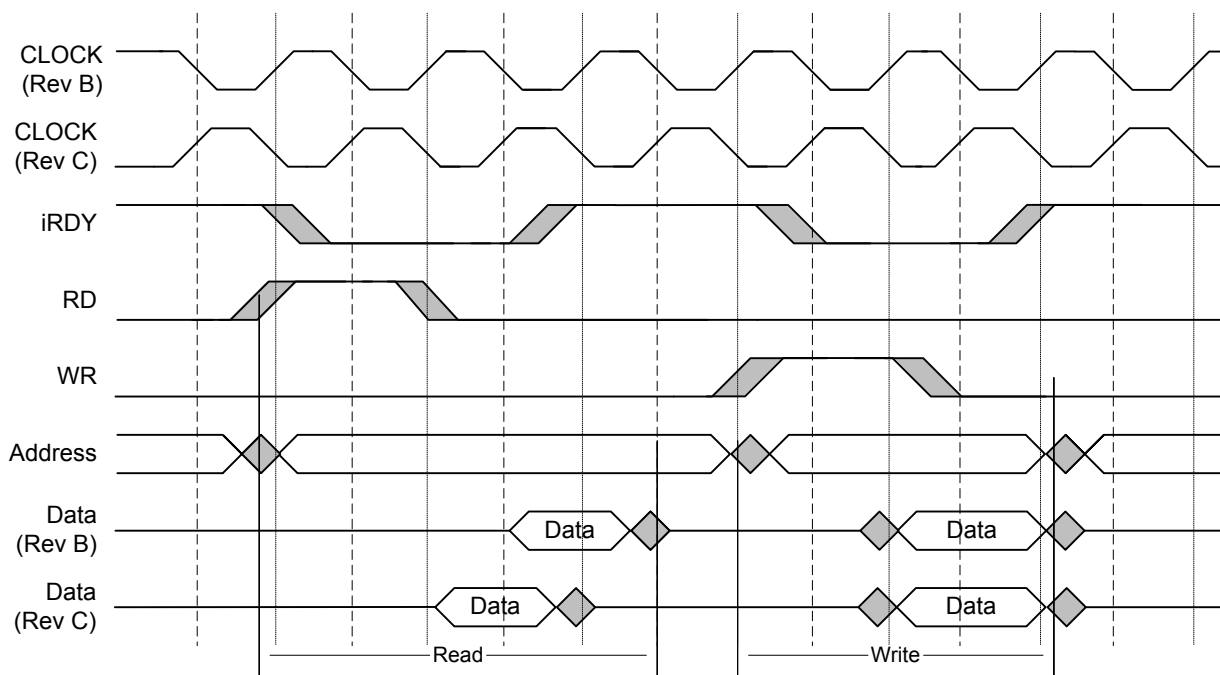 CLOCK
(Rev B)
CLOCK
(Rev C)
iRDY
RD
WR
Address
Data
(Rev B)
Data
Data
Data
(Rev C)
Data
Data
Read
Write